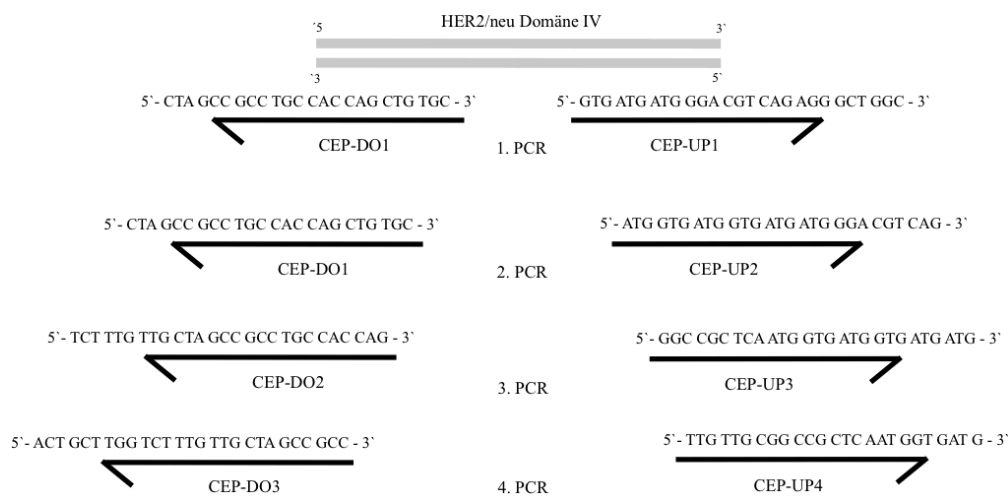 HER2/neu Domäne IV
`5 3`
`3 5`
5`- CTA GCC GCC TGC CAC CAG CTG TGC - 3` 5`- GTG ATG ATG GGA CGT CAG AGG GCT GGC - 3`
CEP-DO1 1. PCR CEP-UP1
5`- CTA GCC GCC TGC CAC CAG CTG TGC - 3` 5`- ATG GTG ATG GTG ATG ATG GGA CGT CAG - 3`
CEP-DO1 2. PCR CEP-UP2
5`- TCT TTG TTG CTA GCC GCC TGC CAC CAG - 3` 5`- GGC CGC TCA ATG GTG ATG GTG ATG ATG - 3`
CEP-DO2 3. PCR CEP-UP3
5`- ACT GCT TGG TCT TTG TTG CTA GCC GCC - 3` 5`- TTG TTG CGG CCG CTC AAT GGT GAT G - 3`
CEP-DO3 4. PCR CEP-UP4